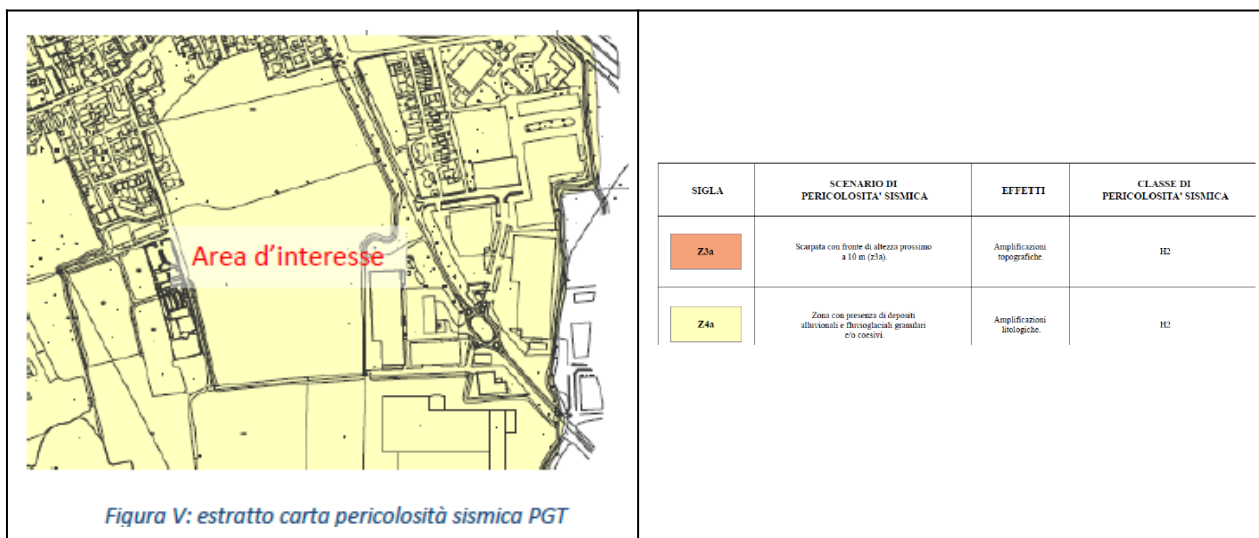 Area d'interesse
Figura V: estratto carta pericolosità sismica PGT
SIGLA
SCENARIO DI
PERICOLOSITA' SISMICA
EFFETTI
CLASSE DI
PERICOLOSITA' SISMICA
Z3a
Scarpata con fronte di altezza prossimo
a 10 m (z3a).
Amplificazioni
topografiche.
H2
Z4a
Zona con presenza di depositi
alluvionali e fluvioglaciali granulari
e/o coesivi.
Amplificazioni
litologiche.
H2